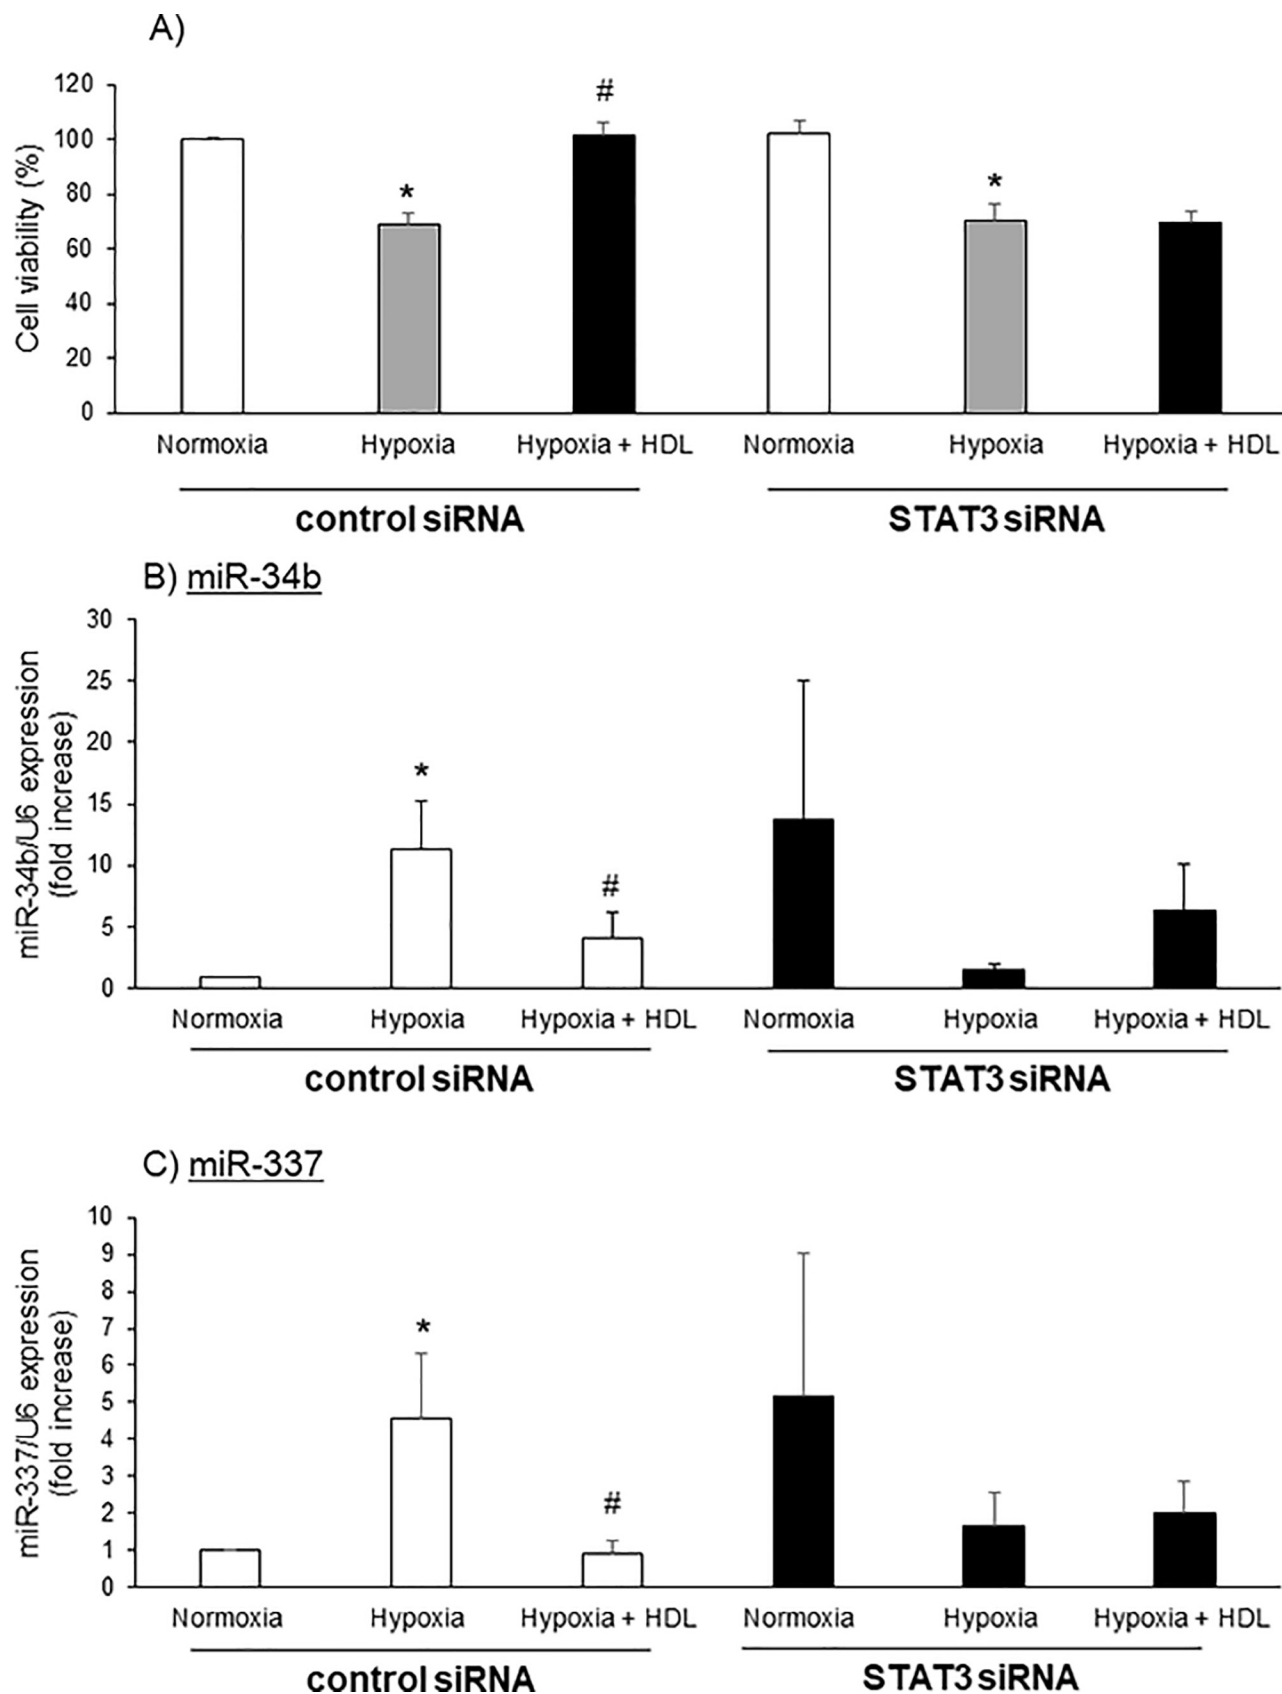 A)
#
120
100
80
60
40
20
0
Cell viability (%)
*
*
Normoxia Hypoxia Hypoxia + HDL Normoxia Hypoxia Hypoxia + HDL
control siRNA STAT3 siRNA
B) miR-34b
30
25
20
15
10
5
0
miR-34b/U6 expression
(fold increase)
*
#
Normoxia Hypoxia Hypoxia + HDL Normoxia Hypoxia Hypoxia + HDL
control siRNA STAT3 siRNA
C) miR-337
10
9
8
7
6
5
4
3
2
1
0
miR-337/U6 expression
(fold increase)
*
#
Normoxia Hypoxia Hypoxia + HDL Normoxia Hypoxia Hypoxia + HDL
control siRNA STAT3 siRNA